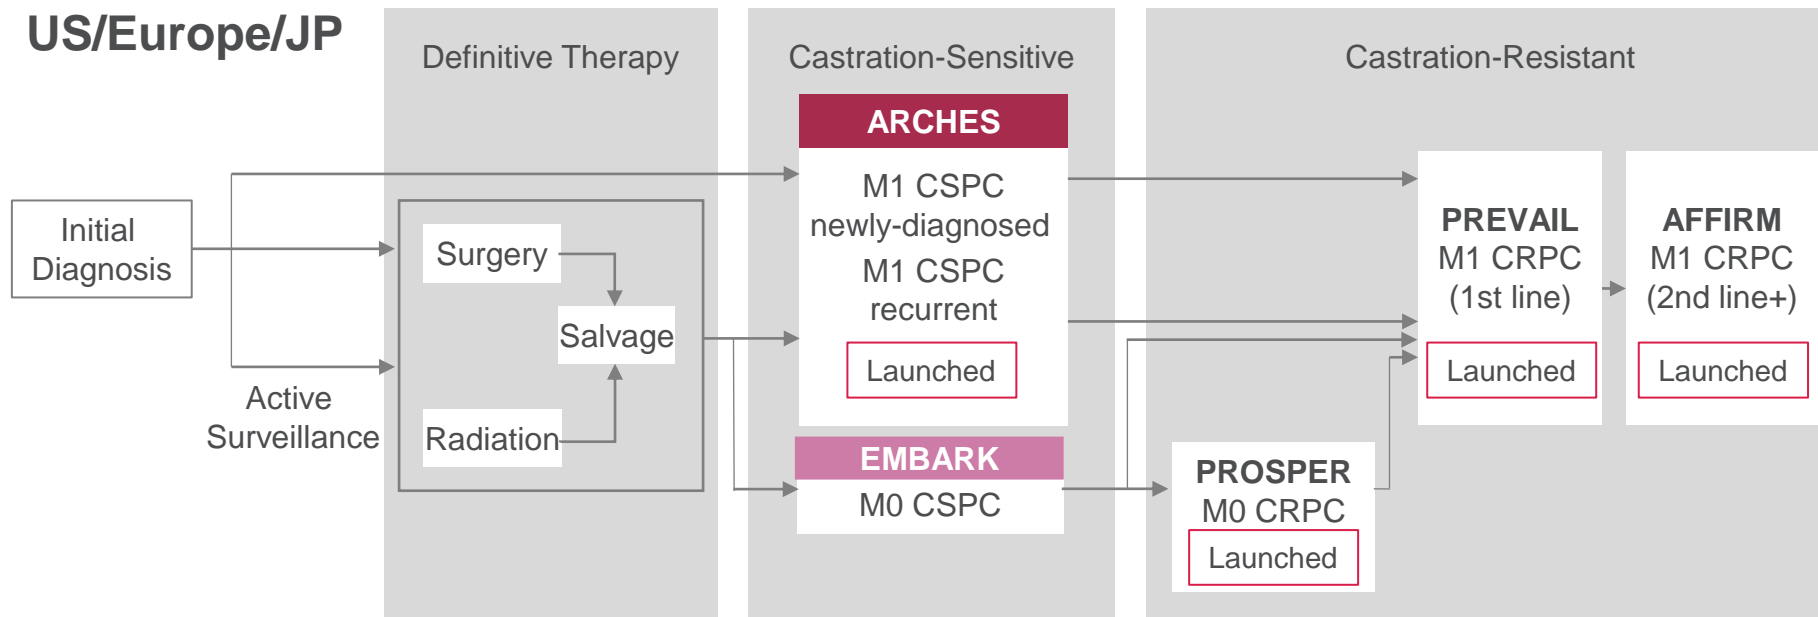 US/Europe/JP
Definitive Therapy
Castration-Sensitive
Castration-Resistant
Initial
Diagnosis
Active
Surveillance
Surgery
Salvage
Radiation
ARCHES
M1 CSPC
newly-diagnosed
M1 CSPC
recurrent
Launched
EMBARK
M0 CSPC
PROSPER
M0 CRPC
Launched
PREVAIL
M1 CRPC
(1st line)
Launched
AFFIRM
M1 CRPC
(2nd line+)
Launched